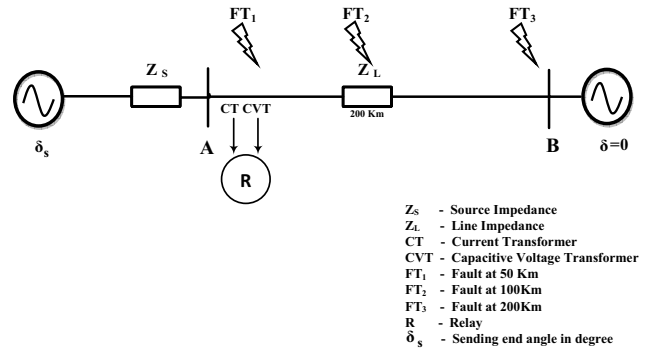 FT1 FT2 FT3
Z S Z L
CT CVT 200 Km
δs A B δ=0
R
ZS - Source Impedance
ZL - Line Impedance
CT - Current Transformer
CVT - Capacitive Voltage Transformer
FT1 - Fault at 50 Km
FT2 - Fault at 100Km
FT3 - Fault at 200Km
R - Relay
δs - Sending end angle in degree